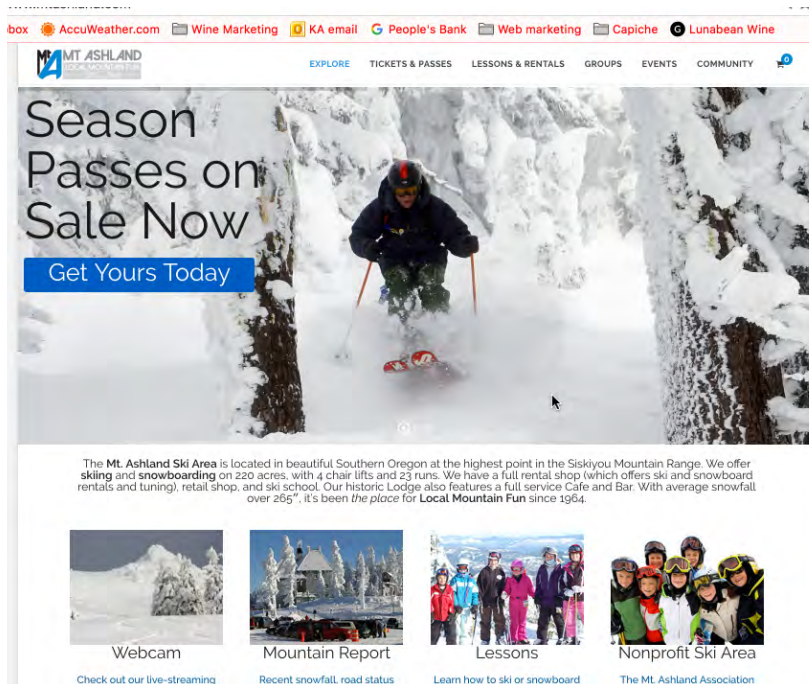 box AccuWeather.com Wine Marketing KA email People's Bank Web marketing Capiche Lunabean Wine
MT ASHLAND
LOCAL MOUNTAIN FUN
EXPLORE TICKETS & PASSES LESSONS & RENTALS GROUPS EVENTS COMMUNITY 0
Season
Passes on
Sale Now
Get Yours Today
The Mt. Ashland Ski Area is located in beautiful Southern Oregon at the highest point in the Siskiyou Mountain Range. We offer
skiing and snowboarding on 220 acres, with 4 chair lifts and 23 runs. We have a full rental shop (which offers ski and snowboard
rentals and tuning), retail shop, and ski school. Our historic Lodge also features a full service Cafe and Bar. With average snowfall
over 265″, it's been the place for Local Mountain Fun since 1964.
Webcam Mountain Report Lessons Nonprofit Ski Area
Check out our live-streaming Recent snowfall, road status Learn how to ski or snowboard The Mt. Ashland Association